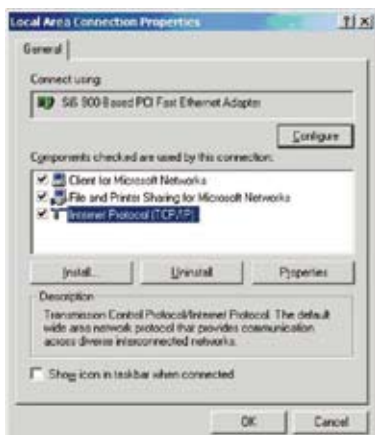 Local Area Connection Properties
General
Connect using:
SiS 900-Based PCI Fast Ethernet Adapter
Configure
Components checked are used by this connection:
Client for Microsoft Networks
File and Printer Sharing for Microsoft Networks
Internet Protocol (TCP/IP)
Install...
Uninstall
Properties
Description
Transmission Control Protocol/Internet Protocol. The default
wide area network protocol that provides communication
across diverse interconnected networks.
Show icon in taskbar when connected
OK
Cancel